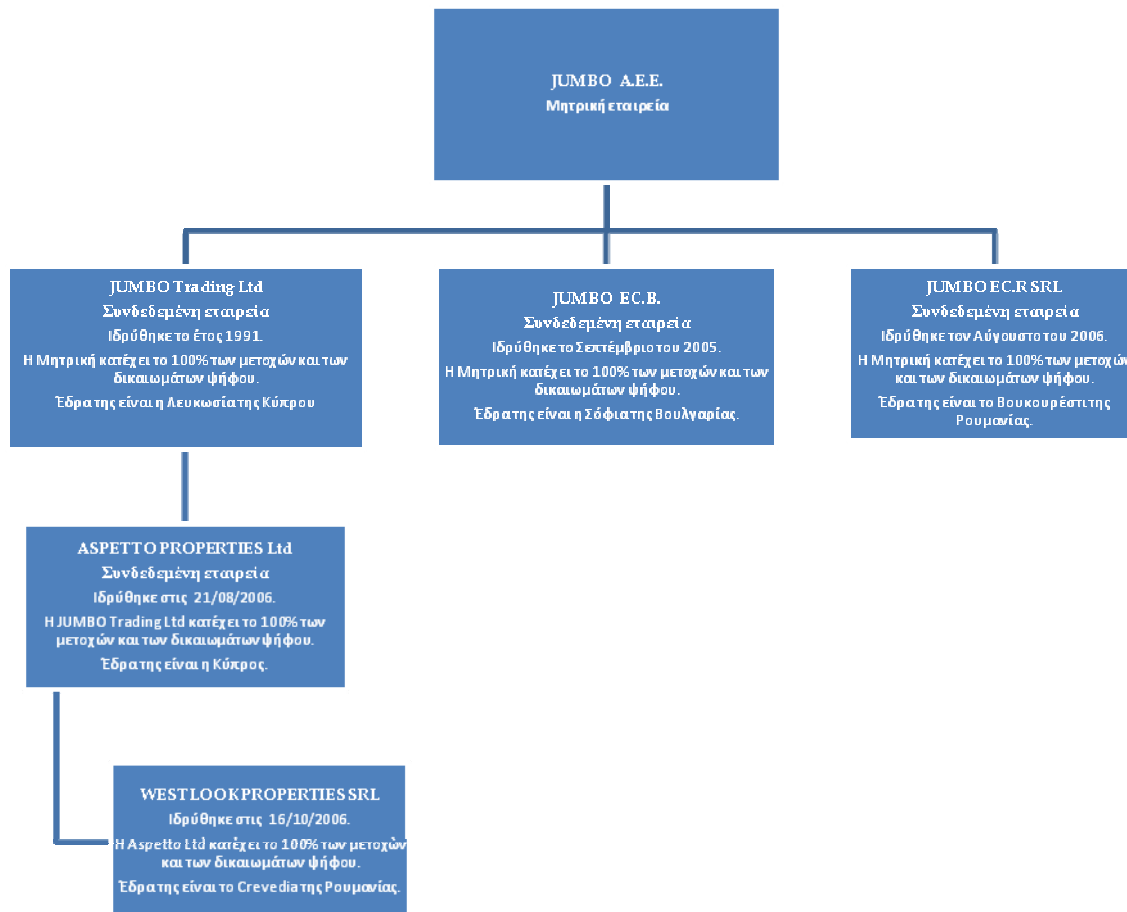 JUMBO A.E.E.
Μητρική εταιρεία
JUMBO Trading Ltd
Συνδεδεμένη εταιρεία
Ιδρύθηκε το έτος 1991.
Η Μητρική κατέχει το 100% των μετοχών και των
δικαιωμάτων ψήφου.
Έδρα της είναι η Λευκωσία της Κύπρου
JUMBO EC.B.
Συνδεδεμένη εταιρεία
Ιδρύθηκε το Σεπτέμβριο του 2005.
Η Μητρική κατέχει το 100% των μετοχών και των
δικαιωμάτων ψήφου.
Έδρα της είναι η Σόφια της Βουλγαρίας.
JUMBO EC.R SRL
Συνδεδεμένη εταιρεία
Ιδρύθηκε τον Αύγουστο του 2006.
Η Μητρική κατέχει το 100% των μετοχών
και των δικαιωμάτων ψήφου.
Έδρα της είναι το Βουκουρέστι της
Ρουμανίας.
ASPETTO PROPERTIES Ltd
Συνδεδεμένη εταιρεία
Ιδρύθηκε στις 21/08/2006.
Η JUMBO Trading Ltd κατέχει το 100% των
μετοχών και των δικαιωμάτων ψήφου.
Έδρα της είναι η Κύπρος.
WEST LOOK PROPERTIES SRL
Ιδρύθηκε στις 16/10/2006.
Η Aspetto Ltd κατέχει το 100% των μετοχών
και των δικαιωμάτων ψήφου.
Έδρα της είναι το Crevedia της Ρουμανίας.